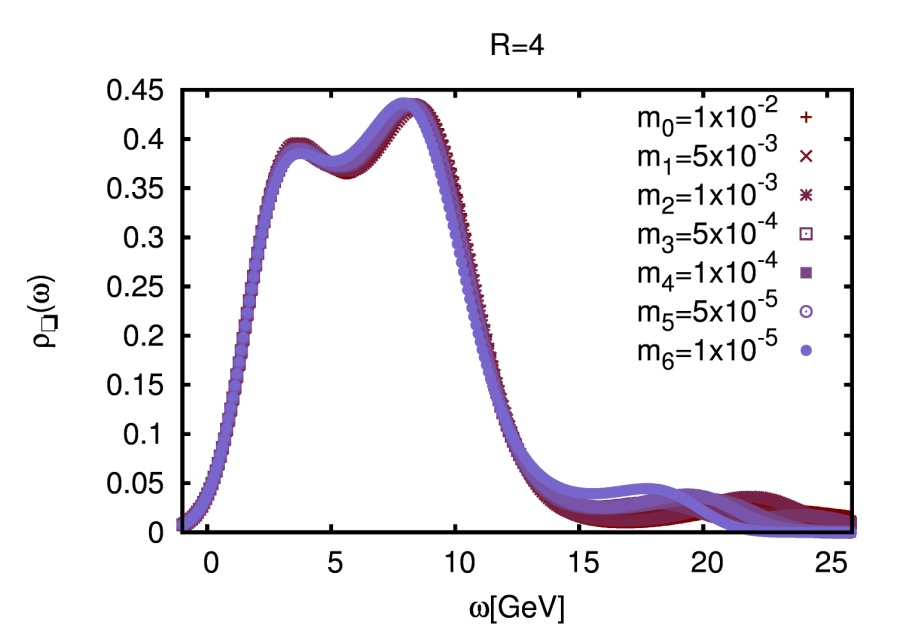 R=4
0.45
0.4
0.35
0.3
0.25
0.2
0.15
0.1
0.05
0
ρ□(ω)
m0=1x10-2
m1=5x10-3
m2=1x10-3
m3=5x10-4
m4=1x10-4
m5=5x10-5
m6=1x10-5
0 5 10 15 20 25
ω[GeV]